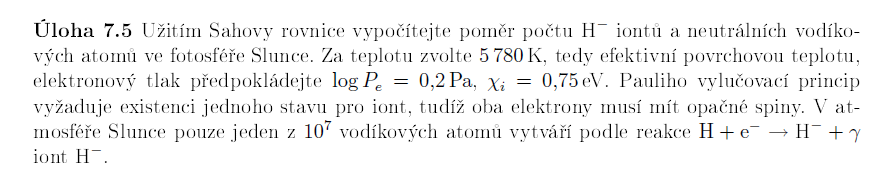 Úloha 7.5 Užitím Sahovy rovnice vypočítejte poměr počtu H⁻ iontů a neutrálních vodíko-
vých atomů ve fotosféře Slunce. Za teplotu zvolte 5 780 K, tedy efektivní povrchovou teplotu,
elektronový tlak předpokládejte log Pₑ = 0,2 Pa, χᵢ = 0,75 eV. Pauliho vylučovací princip
vyžaduje existenci jednoho stavu pro iont, tudíž oba elektrony musí mít opačné spiny. V at-
mosféře Slunce pouze jeden z 10⁷ vodíkových atomů vytváří podle reakce H + e⁻ → H⁻ + γ
iont H⁻.